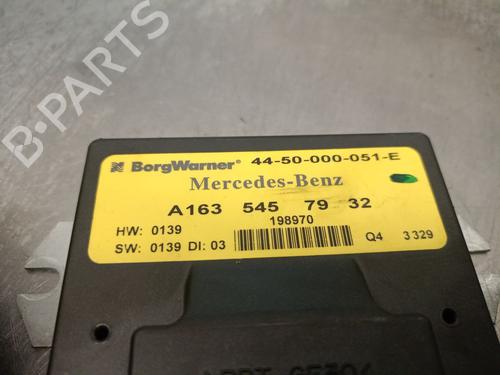 B-PARTS
BorgWarner® 44-50-000-051-E
Mercedes-Benz
A163 545 79 32
198970
HW: 0139
SW: 0139 DI: 03
Q4 3329